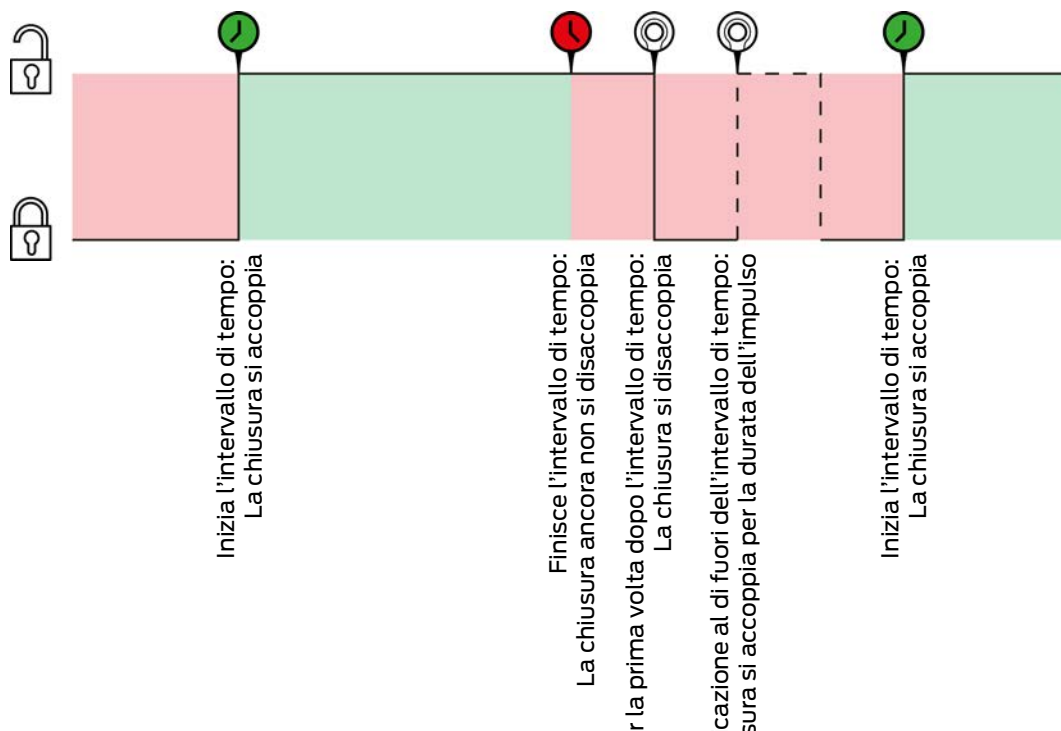 Inizia l'intervallo di tempo:
La chiusura si accoppia
Finisce l'intervallo di tempo:
La chiusura ancora non si disaccoppia
la prima volta dopo l'intervallo di tempo:
La chiusura si disaccoppia
al di fuori dell'intervallo di tempo:
si accoppia per la durata dell'impulso
Inizia l'intervallo di tempo:
La chiusura si accoppia